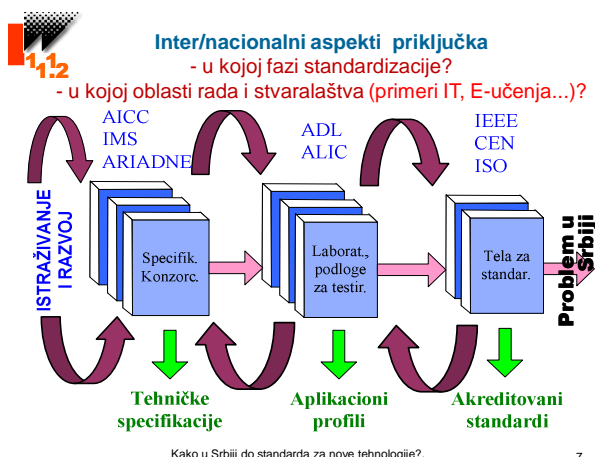 1.1
1.1.2
Inter/nacionalni aspekti priključka
- u kojoj fazi standardizacije?
- u kojoj oblasti rada i stvaralaštva (primeri IT, E-učenja...)?
AICC
IMS
ARIADNE
ADL
ALIC
IEEE
CEN
ISO
ISTRAŽIVANJE
I RAZVOJ
Specifik.
Konzorc.
Laborat.,
podloge
za testir.
Tela za
standar.
Problem u
Srbiji
Tehničke
specifikacije
Aplikacioni
profili
Akreditovani
standardi
Kako u Srbiji do standarda za nove tehnologije?,
7